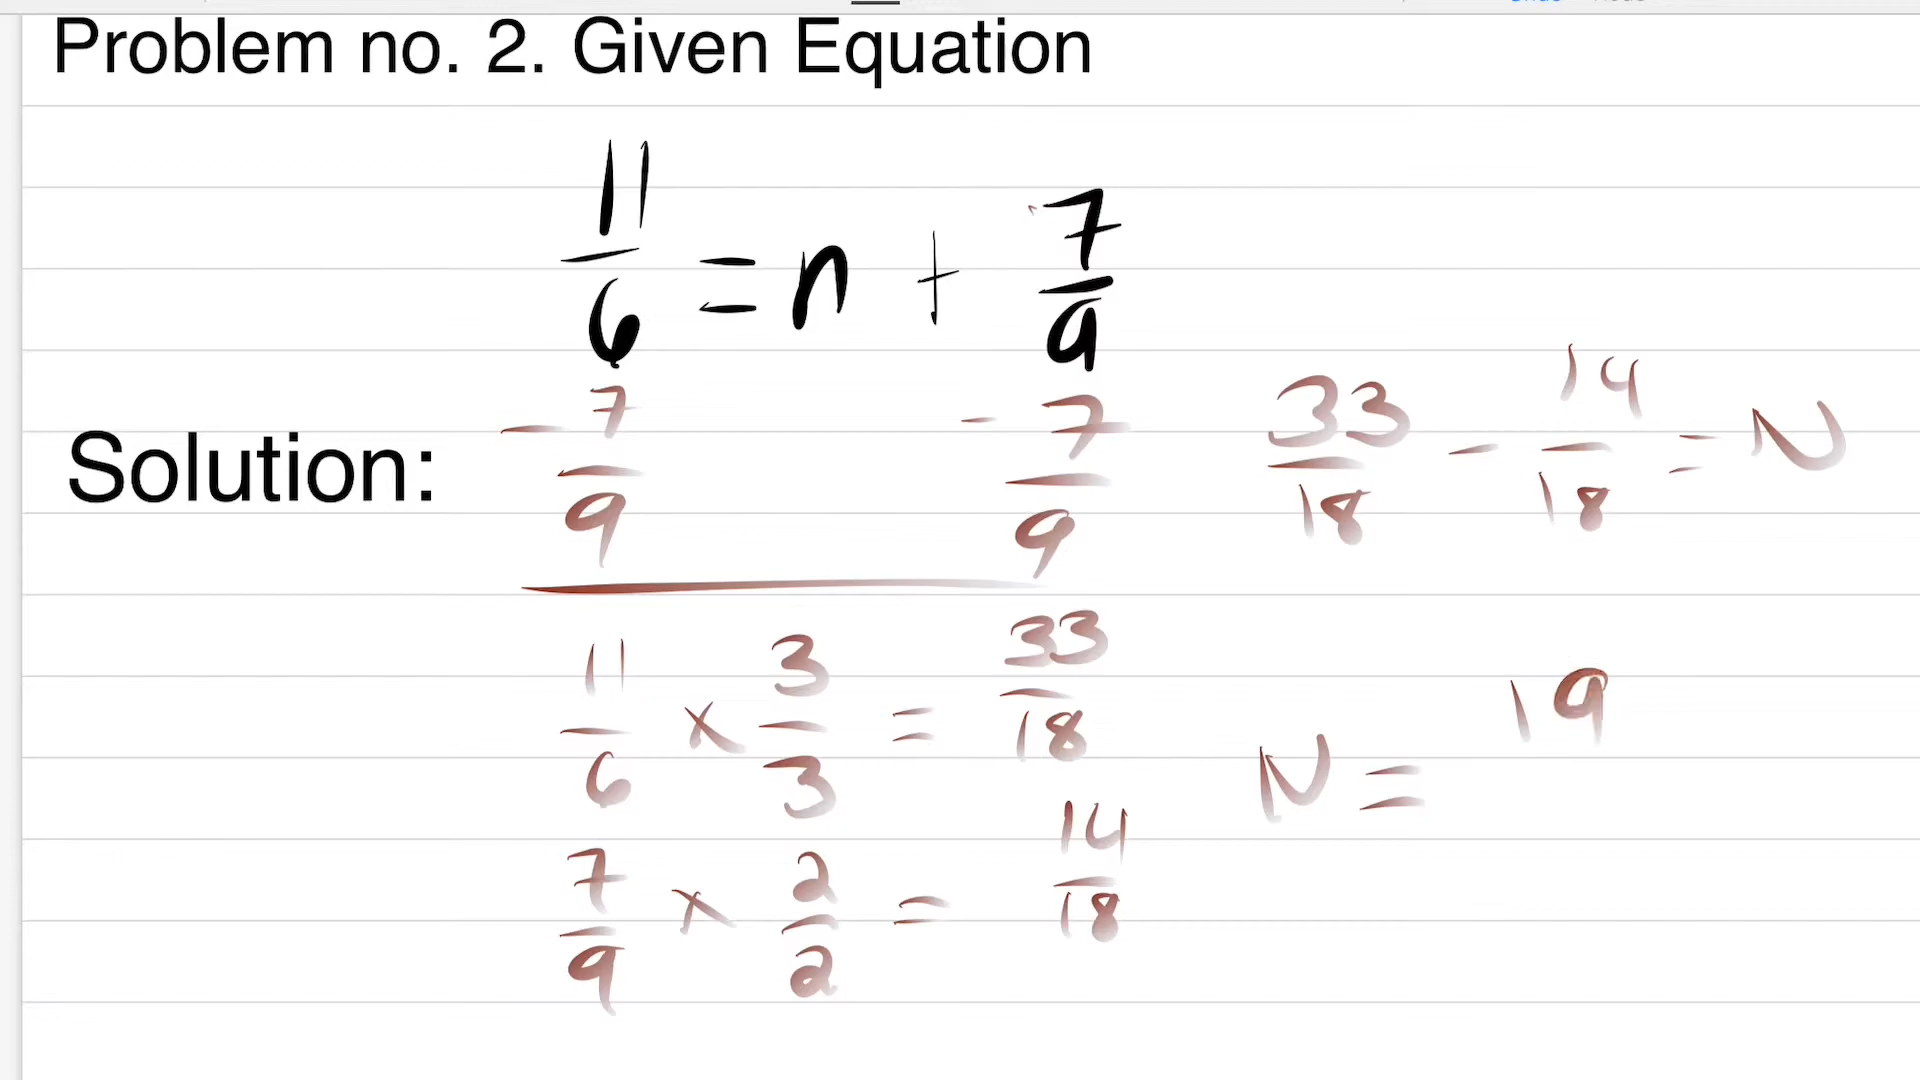 Problem no. 2. Given Equation
11/6 = n + 7/9
Solution:
- 7/9 - 7/9
33/18 - 14/18 = N
11/6 x 3/3 = 33/18
7/9 x 2/2 = 14/18
N = 19